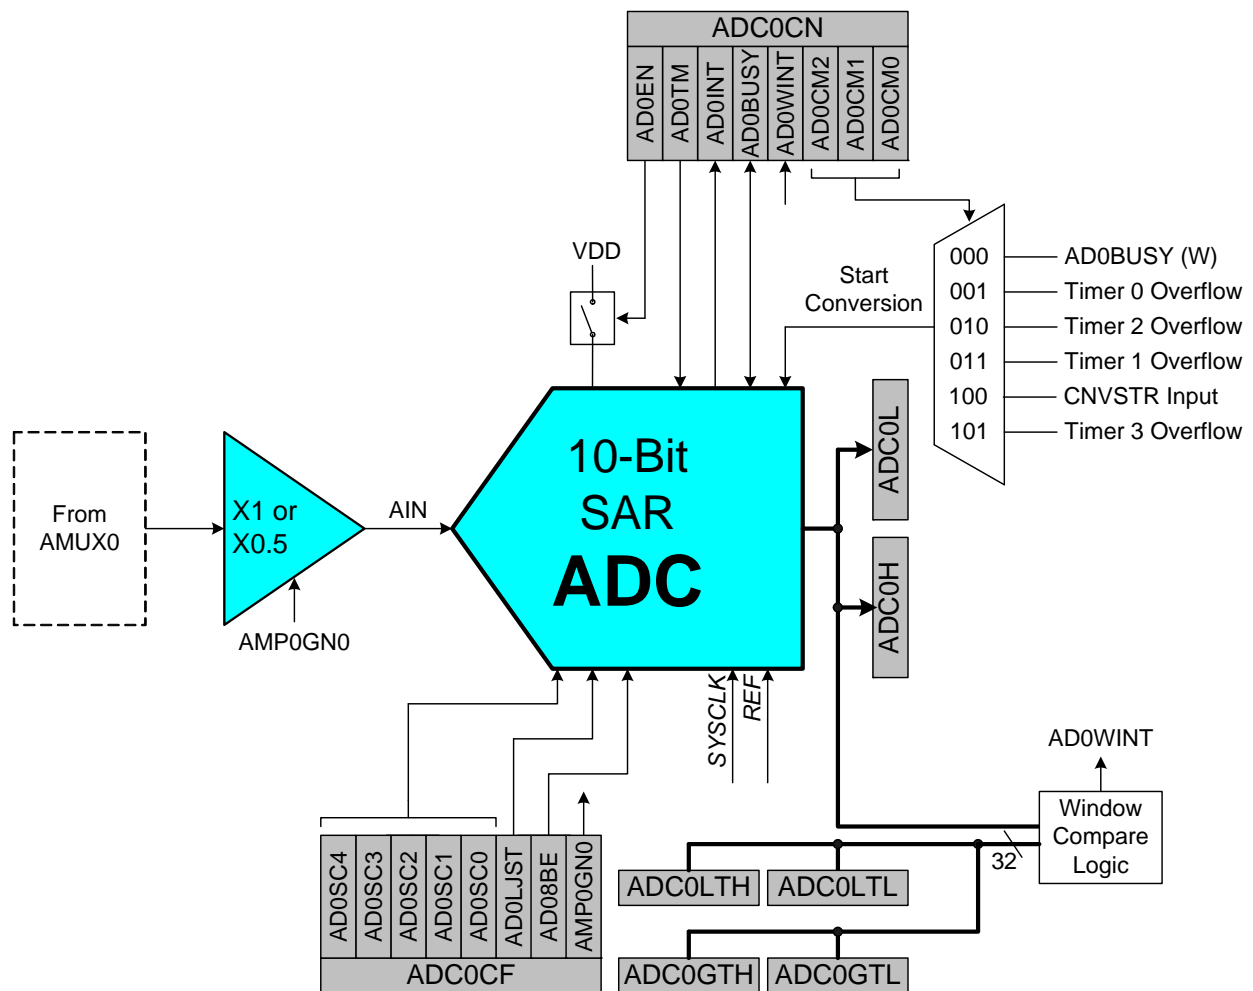 ADC0CN
AD0EN
AD0TM
AD0INT
AD0BUSY
AD0WINT
AD0CM2
AD0CM1
AD0CM0
VDD
Start
Conversion
000
001
010
011
100
101
AD0BUSY (W)
Timer 0 Overflow
Timer 2 Overflow
Timer 1 Overflow
CNVSTR Input
Timer 3 Overflow
From
AMUX0
X1 or
X0.5
AIN
AMP0GN0
10-Bit
SAR
ADC
ADC0L
ADC0H
SYSCLK
REF
AD0WINT
Window
Compare
Logic
32
AD0SC4
AD0SC3
AD0SC2
AD0SC1
AD0SC0
AD0LJST
AD08BE
AMP0GN0
ADC0CF
ADC0LTH
ADC0LTL
ADC0GTH
ADC0GTL